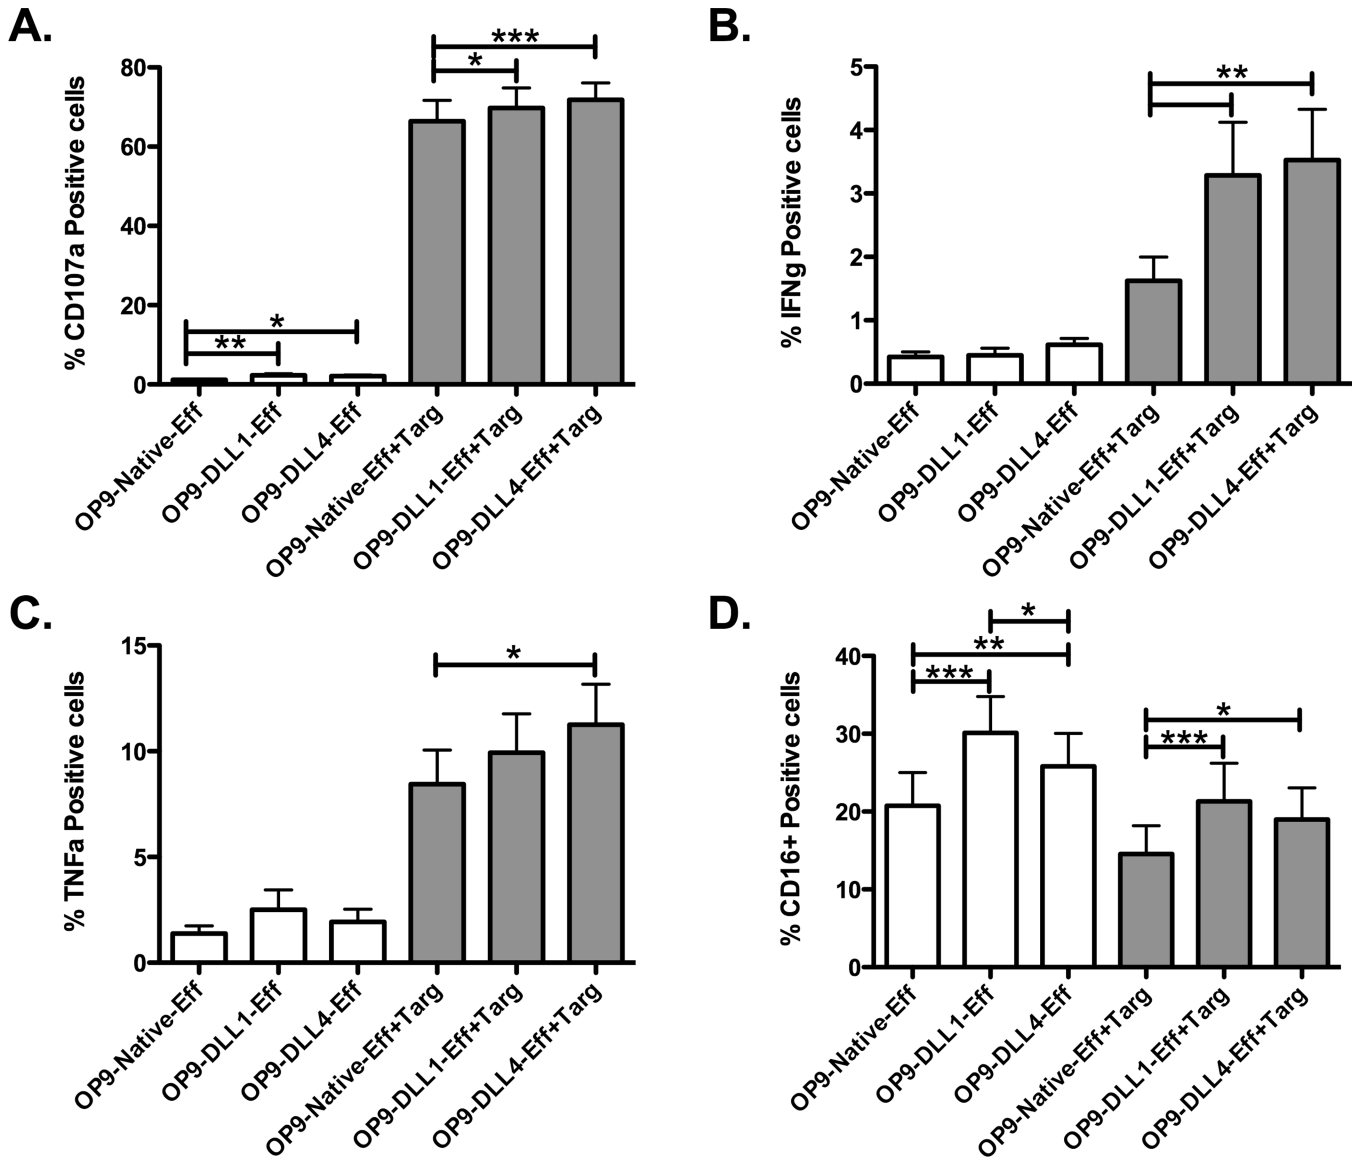 A.
% CD107a Positive cells
80
60
40
20
0
***
*
*
**
OP9-Native-Eff
OP9-DLL1-Eff
OP9-DLL4-Eff
OP9-Native-Eff+Targ
OP9-DLL1-Eff+Targ
OP9-DLL4-Eff+Targ
B.
% IFNg Positive cells
5
4
3
2
1
0
**
OP9-Native-Eff
OP9-DLL1-Eff
OP9-DLL4-Eff
OP9-Native-Eff+Targ
OP9-DLL1-Eff+Targ
OP9-DLL4-Eff+Targ
C.
% TNFa Positive cells
15
10
5
0
*
OP9-Native-Eff
OP9-DLL1-Eff
OP9-DLL4-Eff
OP9-Native-Eff+Targ
OP9-DLL1-Eff+Targ
OP9-DLL4-Eff+Targ
D.
% CD16+ Positive cells
40
30
20
10
0
*
**
***
*
***
OP9-Native-Eff
OP9-DLL1-Eff
OP9-DLL4-Eff
OP9-Native-Eff+Targ
OP9-DLL1-Eff+Targ
OP9-DLL4-Eff+Targ